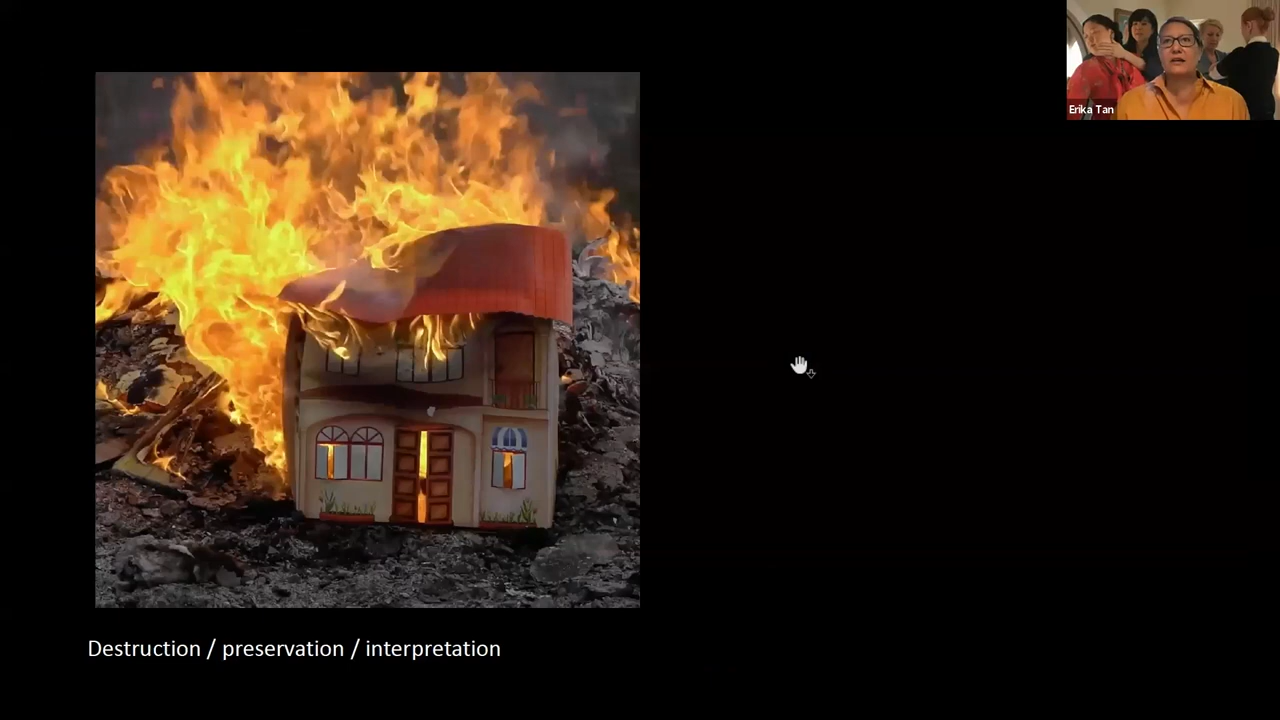 Erika Tan
Destruction / preservation / interpretation